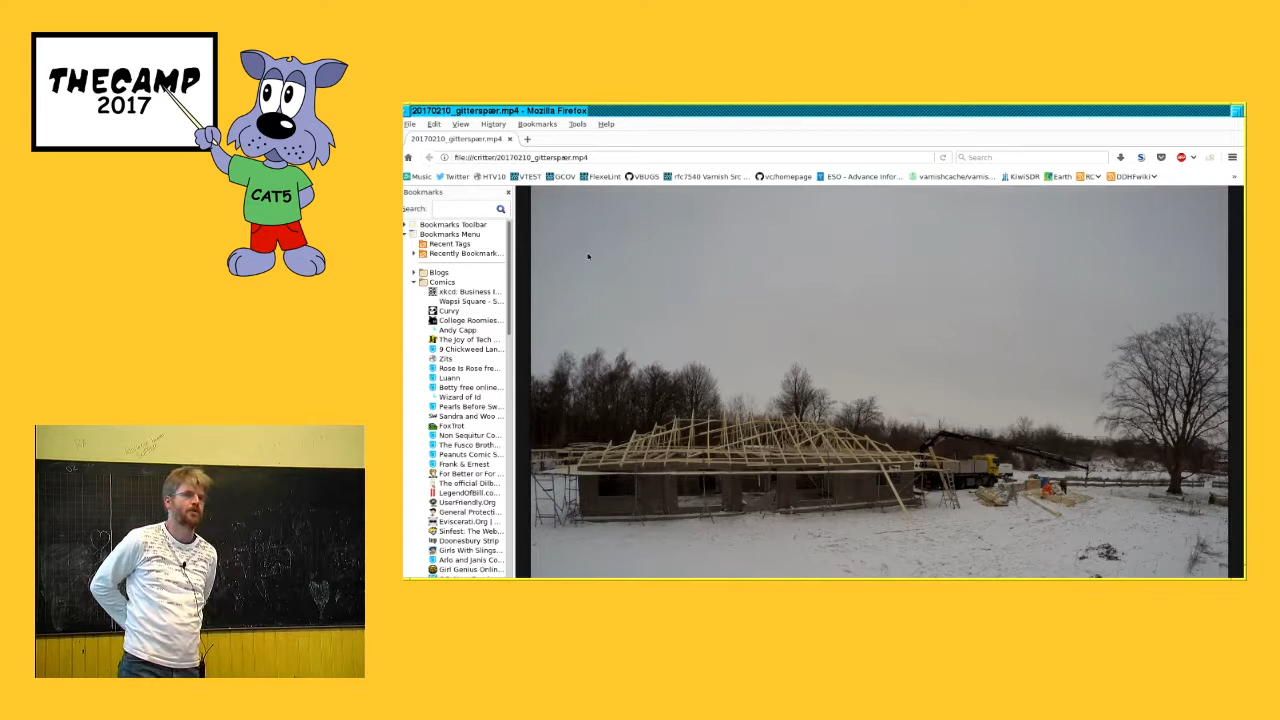 THECAMP
2017
CAT5
20170210_gitterspær.mp4 - Mozilla Firefox
File Edit View History Bookmarks Tools Help
20170210_gitterspær.mp4
file:///critter/20170210_gitterspær.mp4
Search
Music Twitter HTV10 VTEST GCOV FlexeLint VBUGS rfc7540 Varnish Src ... vc/homepage ESO - Advance Infor... varnishcache/varnis... KiwiSDR Earth RC DDHFwiki
Bookmarks
Search:
Bookmarks Toolbar
Bookmarks Menu
Recent Tags
Recently Bookmark...
Blogs
Comics
xkcd: Business I...
Wapsi Square - S...
Curvy
College Roomies...
Andy Capp
The Joy of Tech ...
9 Chickweed Lan...
Zits
Rose Is Rose fre...
Luann
Betty free online...
Wizard of Id
Pearls Before Sw...
Sandra and Woo ...
FoxTrot
Non Sequitur Co...
The Fusco Broth...
Peanuts Comic S...
Frank & Ernest
For Better or For ...
The official Dilb...
LegendOfBill.co...
UserFriendly.Org
General Protecti...
Eviscerati.Org |...
Sinfest: The Web...
Doonesbury Strip
Girls With Slings...
Arlo and Janis Co...
Girl Genius Onlin...